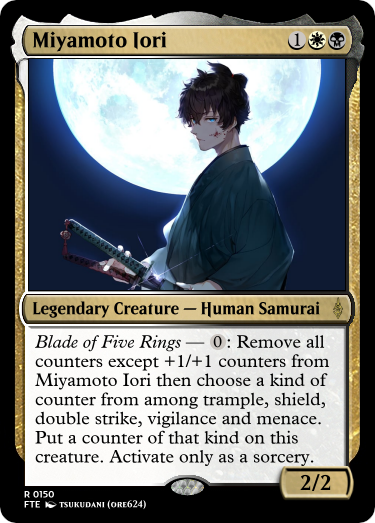 Miyamoto Iori 1
Legendary Creature — Human Samurai
Blade of Five Rings — 0: Remove all
counters except +1/+1 counters from
Miyamoto Iori then choose a kind of
counter from among trample, shield,
double strike, vigilance and menace.
Put a counter of that kind on this
creature. Activate only as a sorcery.
2/2
R 0150
FTE TSUKUDANI (ORE624)